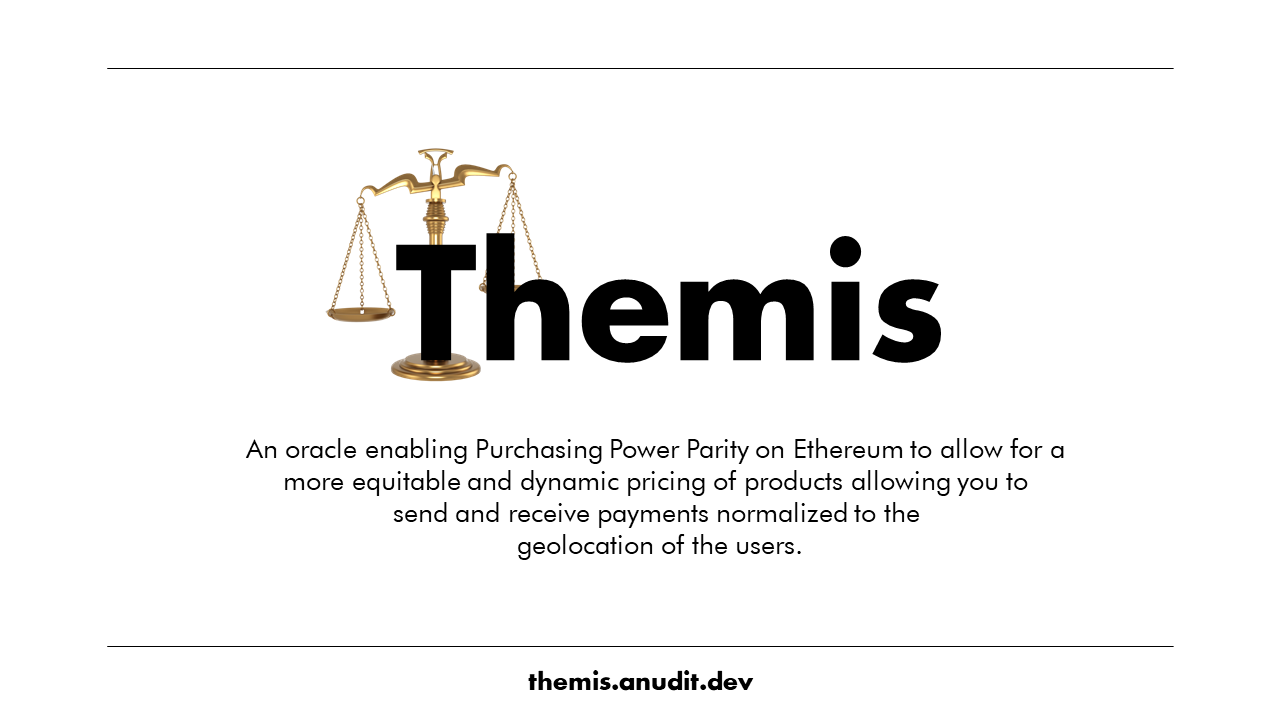 Themis
An oracle enabling Purchasing Power Parity on Ethereum to allow for a
more equitable and dynamic pricing of products allowing you to
send and receive payments normalized to the
geolocation of the users.
themis.anudit.dev